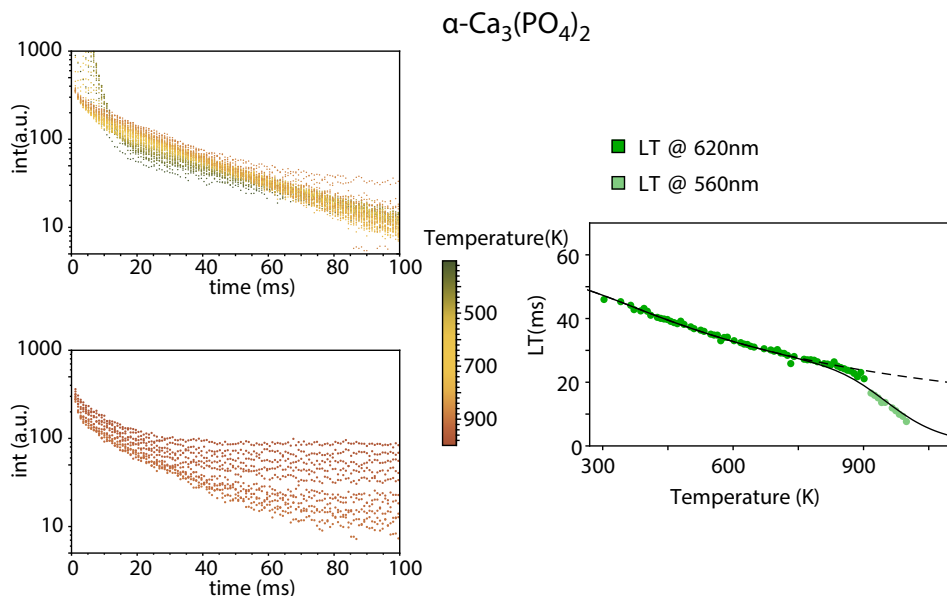 α-Ca₃(PO₄)₂
1000
100
10
int(a.u.)
0 20 40 60 80 100
time (ms)
1000
100
10
int (a.u.)
0 20 40 60 80 100
time (ms)
Temperature(K)
500
700
900
LT @ 620nm
LT @ 560nm
60
40
20
0
LT(ms)
300 600 900
Temperature (K)